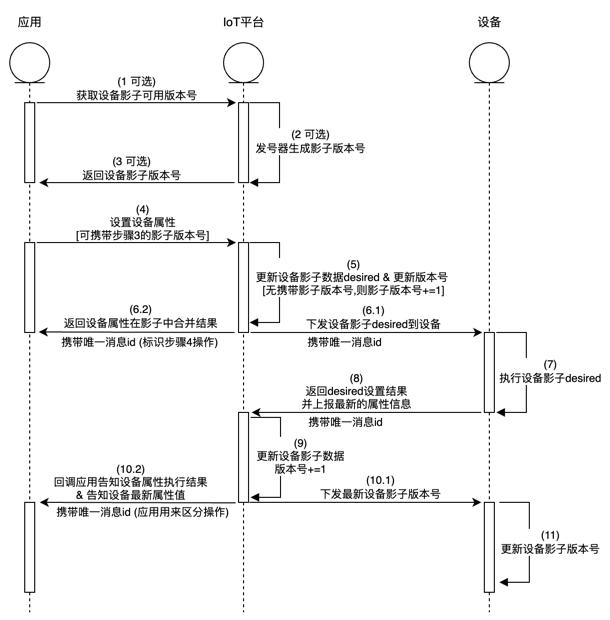 应用
IoT平台
设备
(1 可选)
获取设备影子可用版本号
(2 可选)
发号器生成影子版本号
(3 可选)
返回设备影子版本号
(4)
设置设备属性
[可携带步骤3的影子版本号]
(5)
更新设备影子数据desired & 更新版本号
[无携带影子版本号,则影子版本号+=1]
(6.2)
返回设备属性在影子中合并结果
携带唯一消息id (标识步骤4操作)
(6.1)
下发设备影子desired到设备
携带唯一消息id
(7)
执行设备影子desired
(8)
返回desired设置结果
并上报最新的属性信息
携带唯一消息id
(9)
更新设备影子数据
版本号+=1
(10.2)
回调应用告知设备属性执行结果
& 告知设备最新属性值
携带唯一消息id (应用用来区分操作)
(10.1)
下发最新设备影子版本号
(11)
更新设备影子版本号